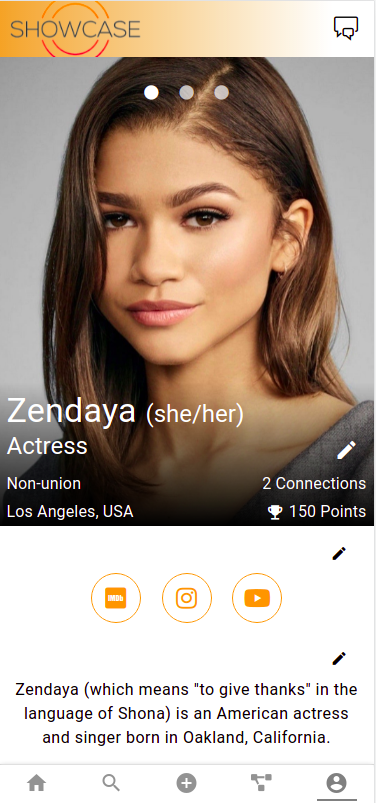 SHOWCASE
Zendaya (she/her)
Actress
Non-union
2 Connections
Los Angeles, USA
150 Points
IMDb
Zendaya (which means "to give thanks" in the
language of Shona) is an American actress
and singer born in Oakland, California.